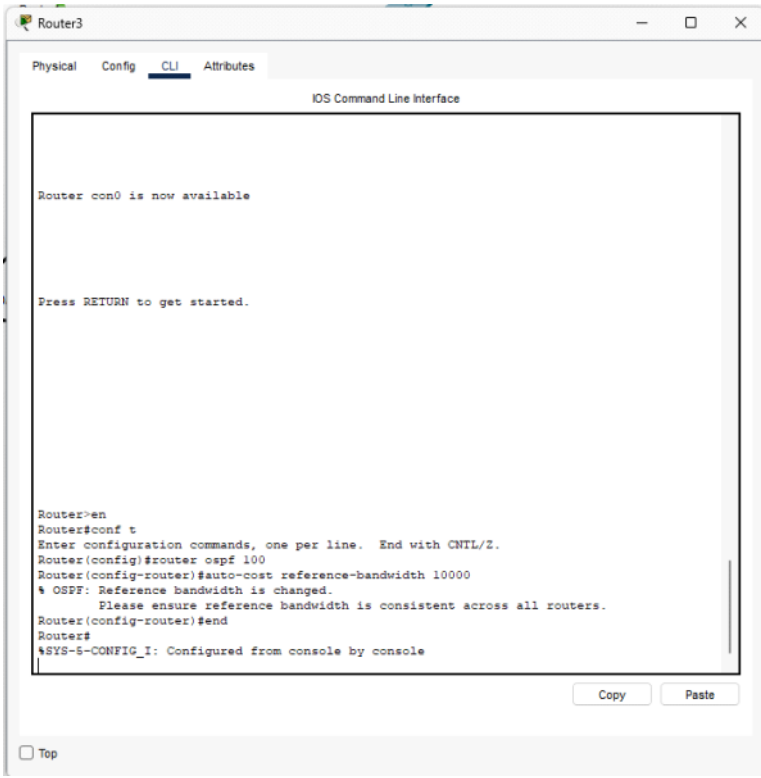 Router3
Physical Config CLI Attributes
IOS Command Line Interface
Router con0 is now available
Press RETURN to get started.
Router>en
Router#conf t
Enter configuration commands, one per line. End with CNTL/Z.
Router(config)#router ospf 100
Router(config-router)#auto-cost reference-bandwidth 10000
% OSPF: Reference bandwidth is changed.
Please ensure reference bandwidth is consistent across all routers.
Router(config-router)#end
Router#
%SYS-5-CONFIG_I: Configured from console by console
Copy Paste
Top